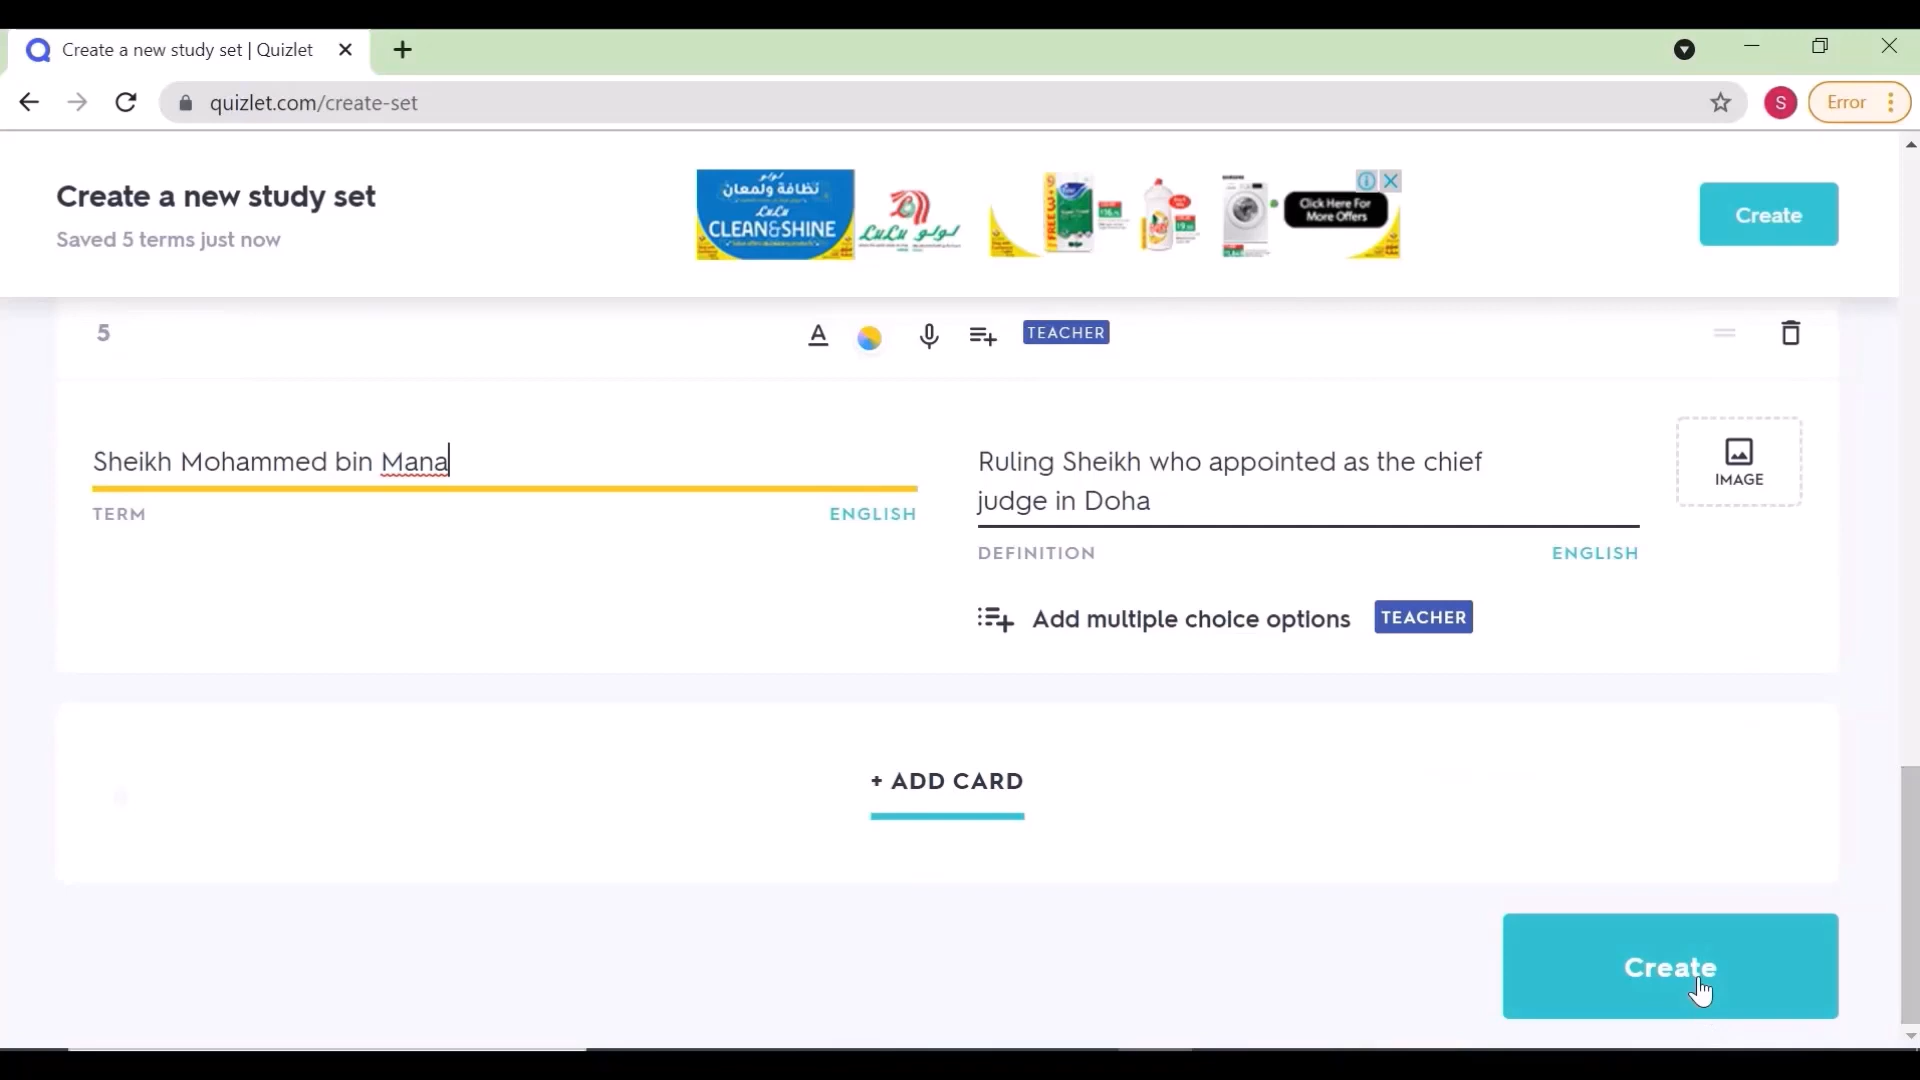 Create a new study set | Quizlet
quizlet.com/create-set
S
Error
Create a new study set
Saved 5 terms just now
نظافة ولمعان
LuLu
CLEAN&SHINE
لولو
LuLu
Click Here For
More Offers
Create
5
A
TEACHER
Sheikh Mohammed bin Mana
TERM
ENGLISH
Ruling Sheikh who appointed as the chief
judge in Doha
DEFINITION
ENGLISH
IMAGE
Add multiple choice options
TEACHER
+ ADD CARD
Create